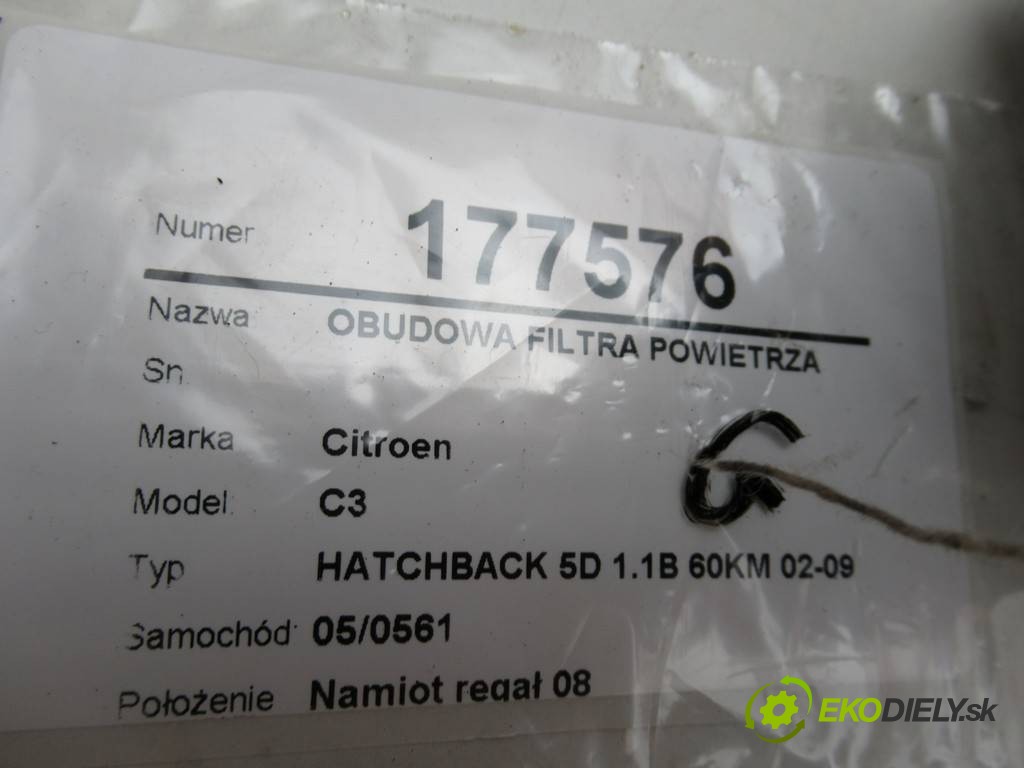 Numer 177576
Nazwa OBUDOWA FILTRA POWIETRZA
Sn
Marka Citroen
Model C3
Typ HATCHBACK 5D 1.1B 60KM 02-09
Samochód 05/0561
Położenie Namiot regał 08
G
EKODIELY.sk